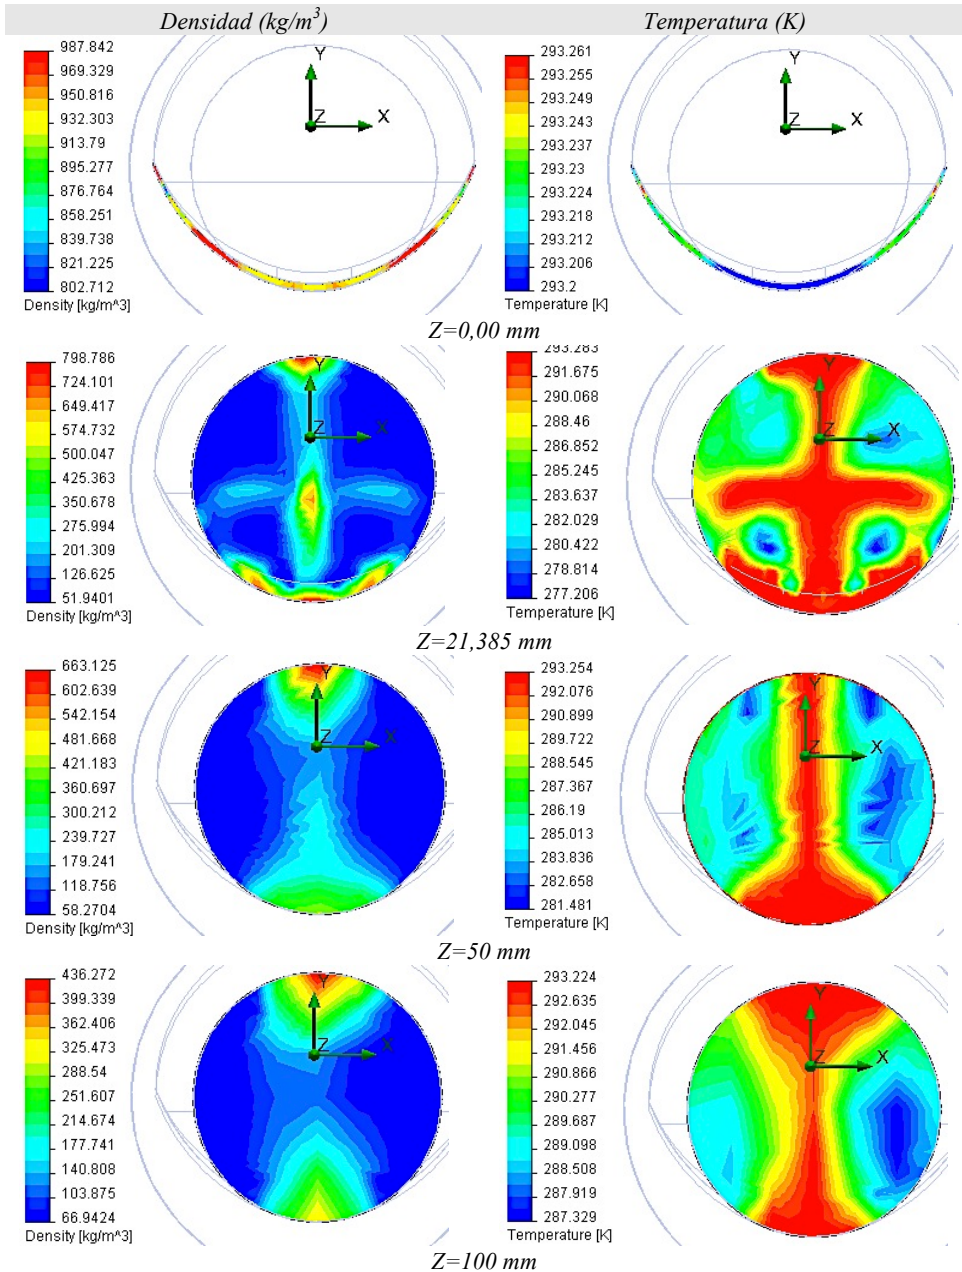 Densidad (kg/m³) Temperatura (K)
987.842
969.329
950.816
932.303
913.79
895.277
876.764
858.251
839.738
821.225
802.712
Density [kg/m^3]
Y
Z
X
293.261
293.255
293.249
293.243
293.237
293.23
293.224
293.218
293.212
293.206
293.2
Temperature [K]
Y
Z
X
Z=0,00 mm
798.786
724.101
649.417
574.732
500.047
425.363
350.678
275.994
201.309
126.625
51.9401
Density [kg/m^3]
Y
Z
X
293.283
291.675
290.068
288.46
286.852
285.245
283.637
282.029
280.422
278.814
277.206
Temperature [K]
Y
Z
X
Z=21,385 mm
663.125
602.639
542.154
481.668
421.183
360.697
300.212
239.727
179.241
118.756
58.2704
Density [kg/m^3]
Y
Z
X
293.254
292.076
290.899
289.722
288.545
287.367
286.19
285.013
283.836
282.658
281.481
Temperature [K]
Y
Z
X
Z=50 mm
436.272
399.339
362.406
325.473
288.54
251.607
214.674
177.741
140.808
103.875
66.9424
Density [kg/m^3]
Y
Z
X
293.224
292.635
292.045
291.456
290.866
290.277
289.687
289.098
288.508
287.919
287.329
Temperature [K]
Y
Z
X
Z=100 mm